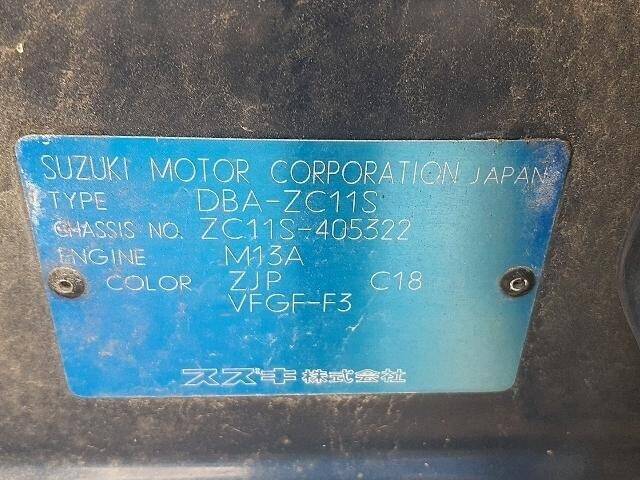 SUZUKI MOTOR CORPORATION JAPAN
TYPE DBA-ZC11S
CHASSIS NO. ZC11S-405322
ENGINE M13A
COLOR ZJP C18
VFGF-F3
スズキ株式会社